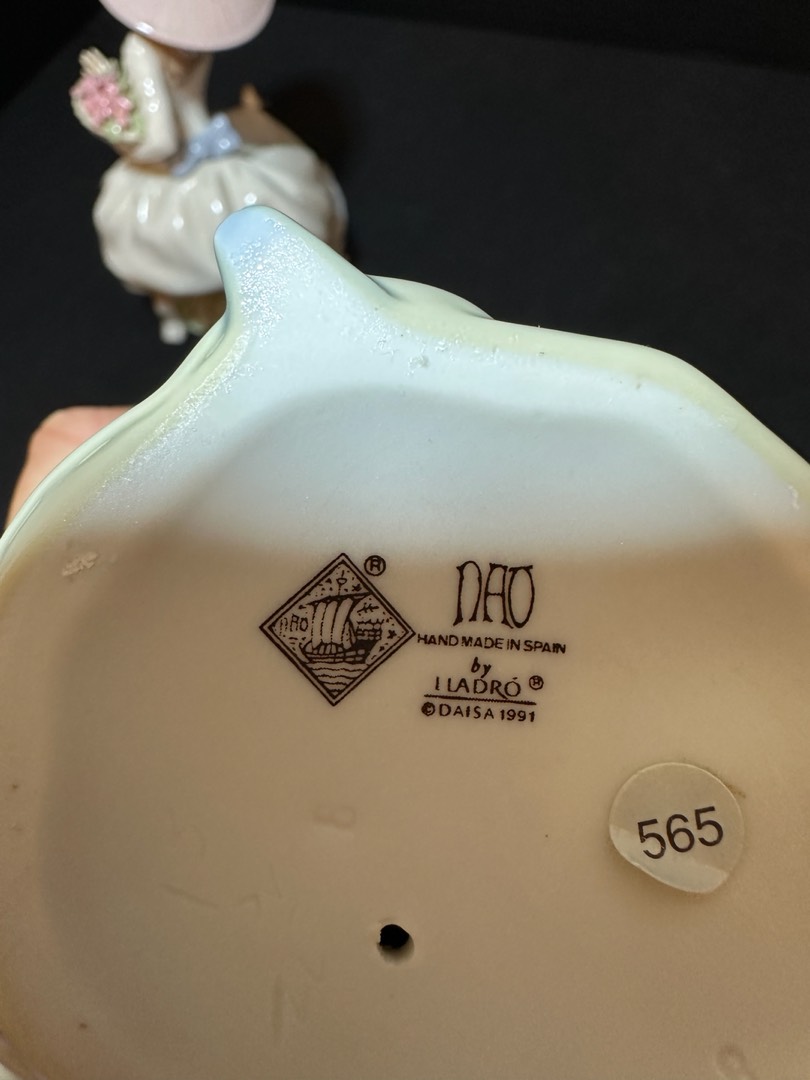 NAO
®
NAO
HAND MADE IN SPAIN
by
LLADRÓ ®
© DAISA 1991
565